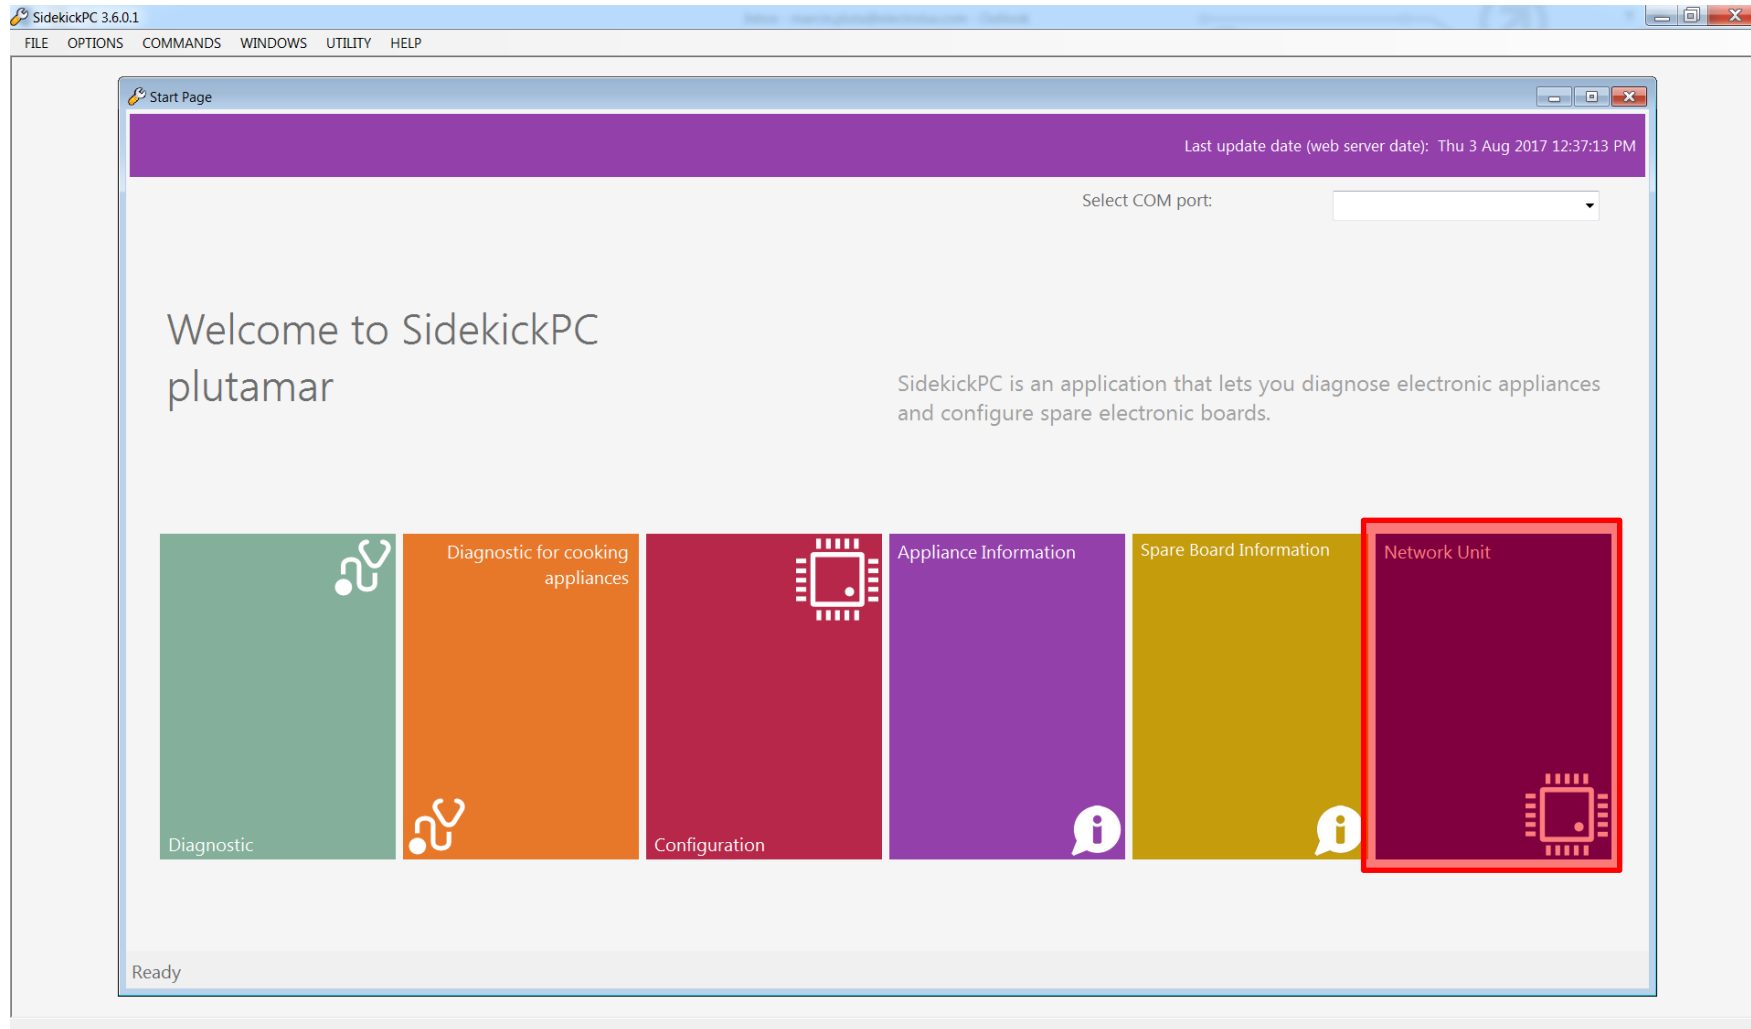 SidekickPC 3.6.0.1
FILE OPTIONS COMMANDS WINDOWS UTILITY HELP
Start Page
Last update date (web server date): Thu 3 Aug 2017 12:37:13 PM
Select COM port:
Welcome to SidekickPC
plutamar
SidekickPC is an application that lets you diagnose electronic appliances
and configure spare electronic boards.
Diagnostic
Diagnostic for cooking
appliances
Configuration
Appliance Information
Spare Board Information
Network Unit
Ready